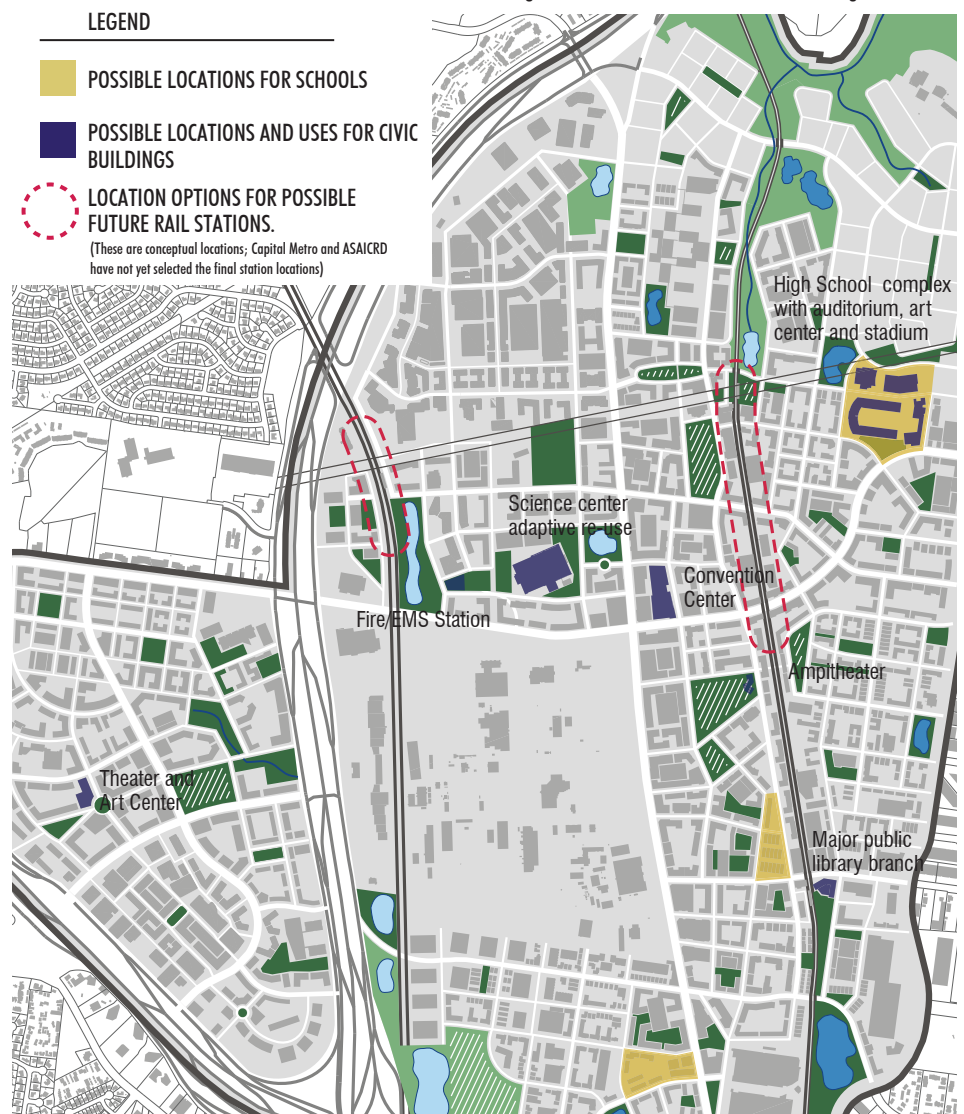 LEGEND
POSSIBLE LOCATIONS FOR SCHOOLS
POSSIBLE LOCATIONS AND USES FOR CIVIC
BUILDINGS
LOCATION OPTIONS FOR POSSIBLE
FUTURE RAIL STATIONS.
(These are conceptual locations; Capital Metro and ASAICRD
have not yet selected the final station locations)
High School complex
with auditorium, art
center and stadium
Science center
adaptive re-use
Convention
Center
Fire/EMS Station
Ampitheater
Theater and
Art Center
Major public
library branch